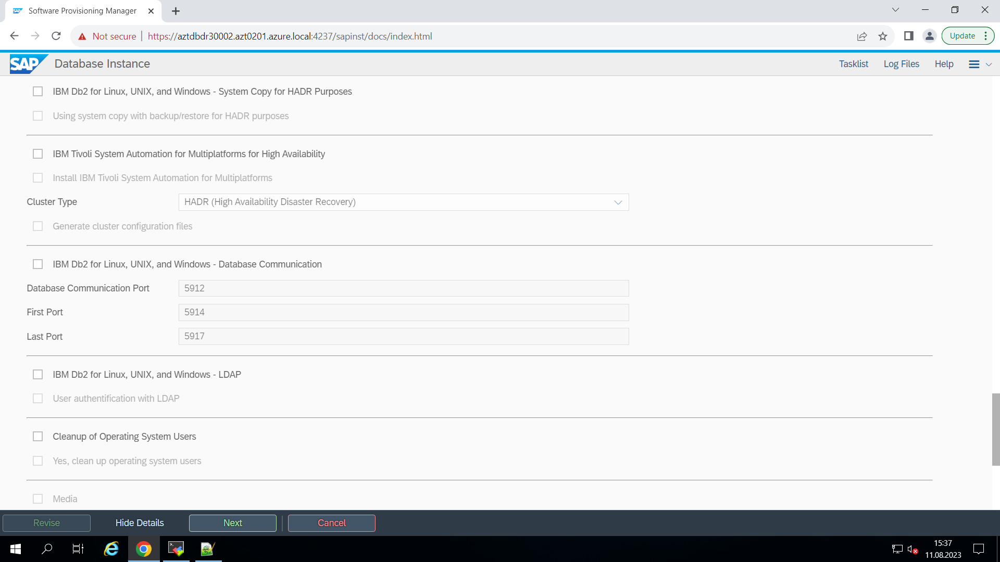 SAP Software Provisioning Manager
Not secure https://aztdbdr30002.azt0201.azure.local:4237/sapinst/docs/index.html Update
SAP Database Instance Tasklist Log Files Help
IBM Db2 for Linux, UNIX, and Windows - System Copy for HADR Purposes
Using system copy with backup/restore for HADR purposes
IBM Tivoli System Automation for Multiplatforms for High Availability
Install IBM Tivoli System Automation for Multiplatforms
Cluster Type HADR (High Availability Disaster Recovery)
Generate cluster configuration files
IBM Db2 for Linux, UNIX, and Windows - Database Communication
Database Communication Port 5912
First Port 5914
Last Port 5917
IBM Db2 for Linux, UNIX, and Windows - LDAP
User authentification with LDAP
Cleanup of Operating System Users
Yes, clean up operating system users
Media
Revise Hide Details Next Cancel
15:37
11.08.2023